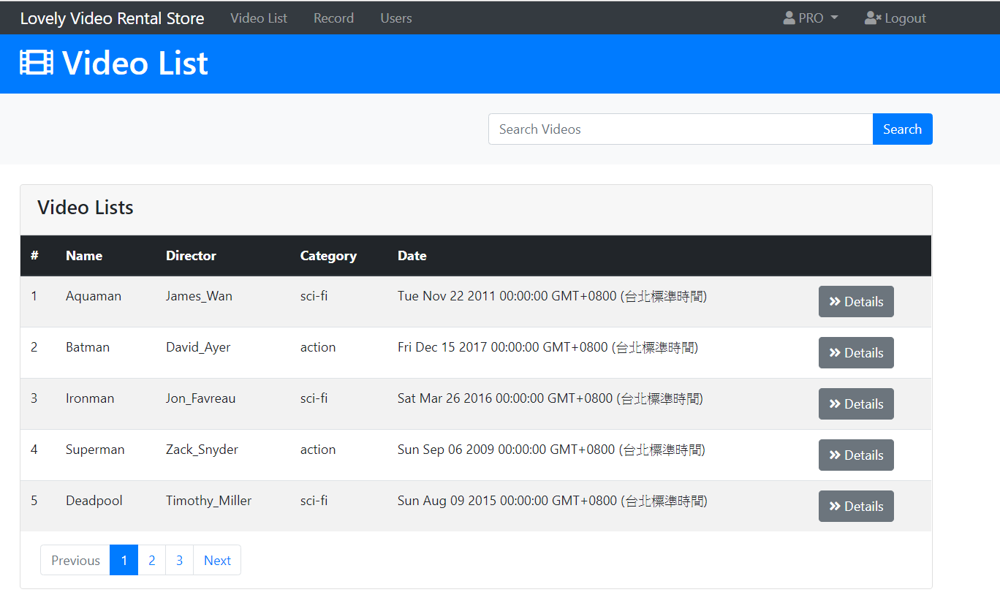 Lovely Video Rental Store Video List Record Users PRO Logout
Video List
Search Videos Search
Video Lists
# Name Director Category Date
1 Aquaman James_Wan sci-fi Tue Nov 22 2011 00:00:00 GMT+0800 (台北標準時間) Details
2 Batman David_Ayer action Fri Dec 15 2017 00:00:00 GMT+0800 (台北標準時間) Details
3 Ironman Jon_Favreau sci-fi Sat Mar 26 2016 00:00:00 GMT+0800 (台北標準時間) Details
4 Superman Zack_Snyder action Sun Sep 06 2009 00:00:00 GMT+0800 (台北標準時間) Details
5 Deadpool Timothy_Miller sci-fi Sun Aug 09 2015 00:00:00 GMT+0800 (台北標準時間) Details
Previous 1 2 3 Next